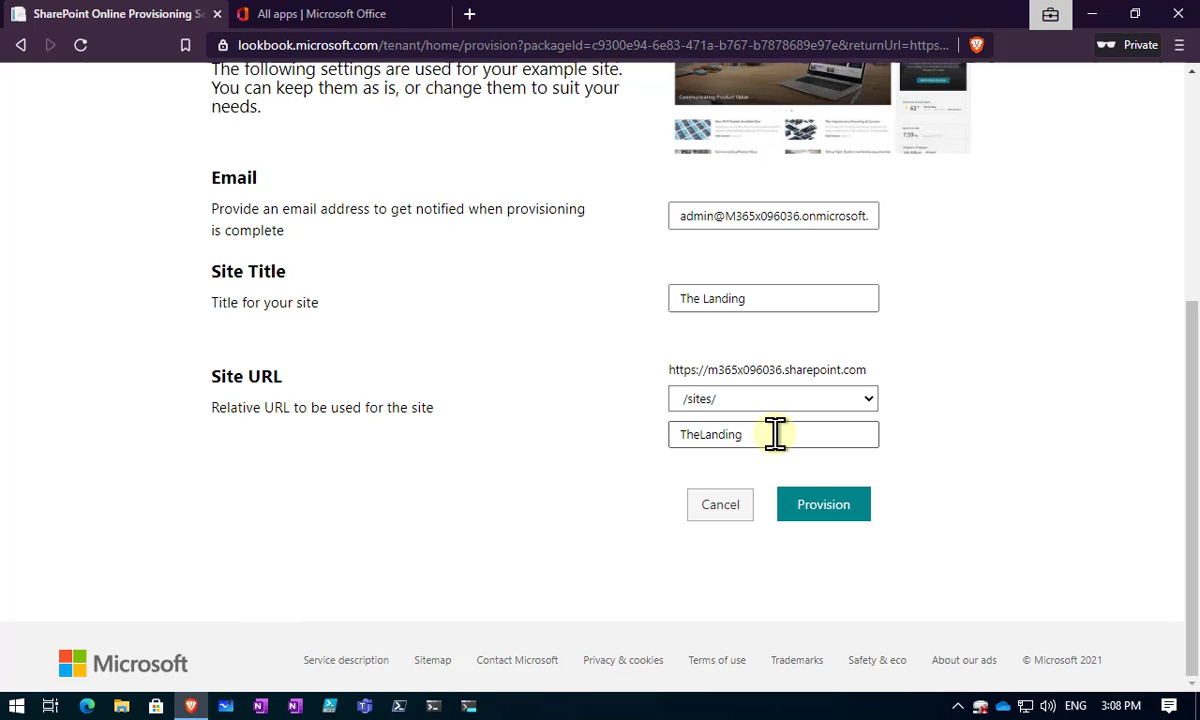 SharePoint Online Provisioning Se
All apps | Microsoft Office
lookbook.microsoft.com/tenant/home/provision?packageId=c9300e94-6e83-471a-b767-b7878689e97e&returnUrl=https...
Private
The following settings are used for your example site.
You can keep them as is, or change them to suit your
needs.
Communicating Product Value
Email
Provide an email address to get notified when provisioning
is complete
admin@M365x096036.onmicrosoft.
Site Title
Title for your site
The Landing
Site URL
Relative URL to be used for the site
https://m365x096036.sharepoint.com
/sites/
TheLanding
Cancel
Provision
Microsoft
Service description
Sitemap
Contact Microsoft
Privacy & cookies
Terms of use
Trademarks
Safety & eco
About our ads
© Microsoft 2021
ENG
3:08 PM